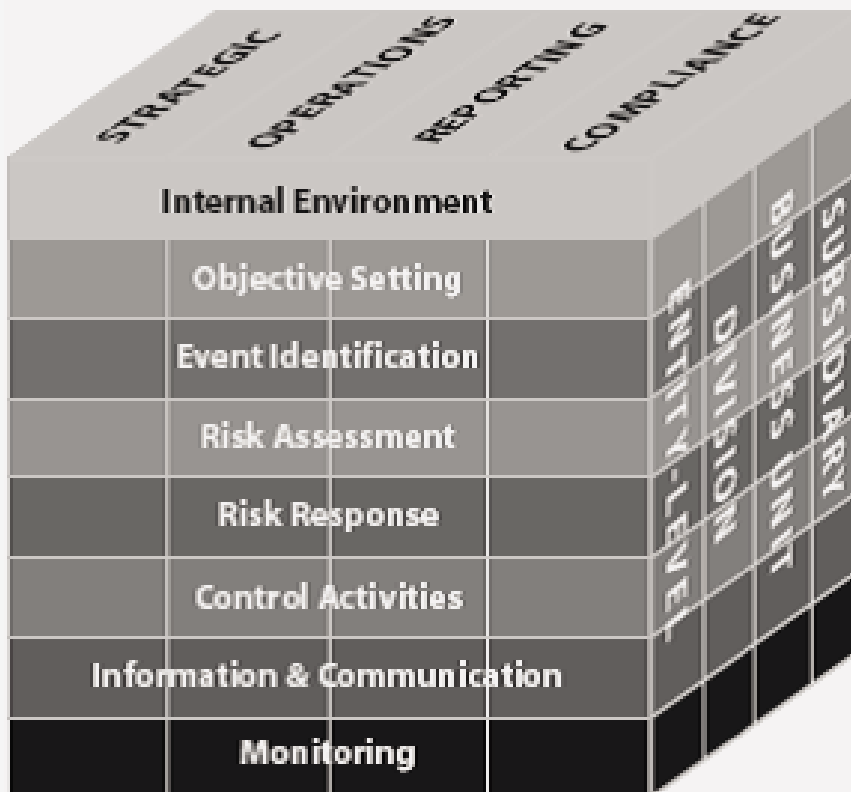 STRATEGIC
OPERATIONS
REPORTING
COMPLIANCE
Internal Environment
Objective Setting
Event Identification
Risk Assessment
Risk Response
Control Activities
Information & Communication
Monitoring
ENTITY-LEVEL
DIVISION
BUSINESS UNIT
SUBSIDIARY